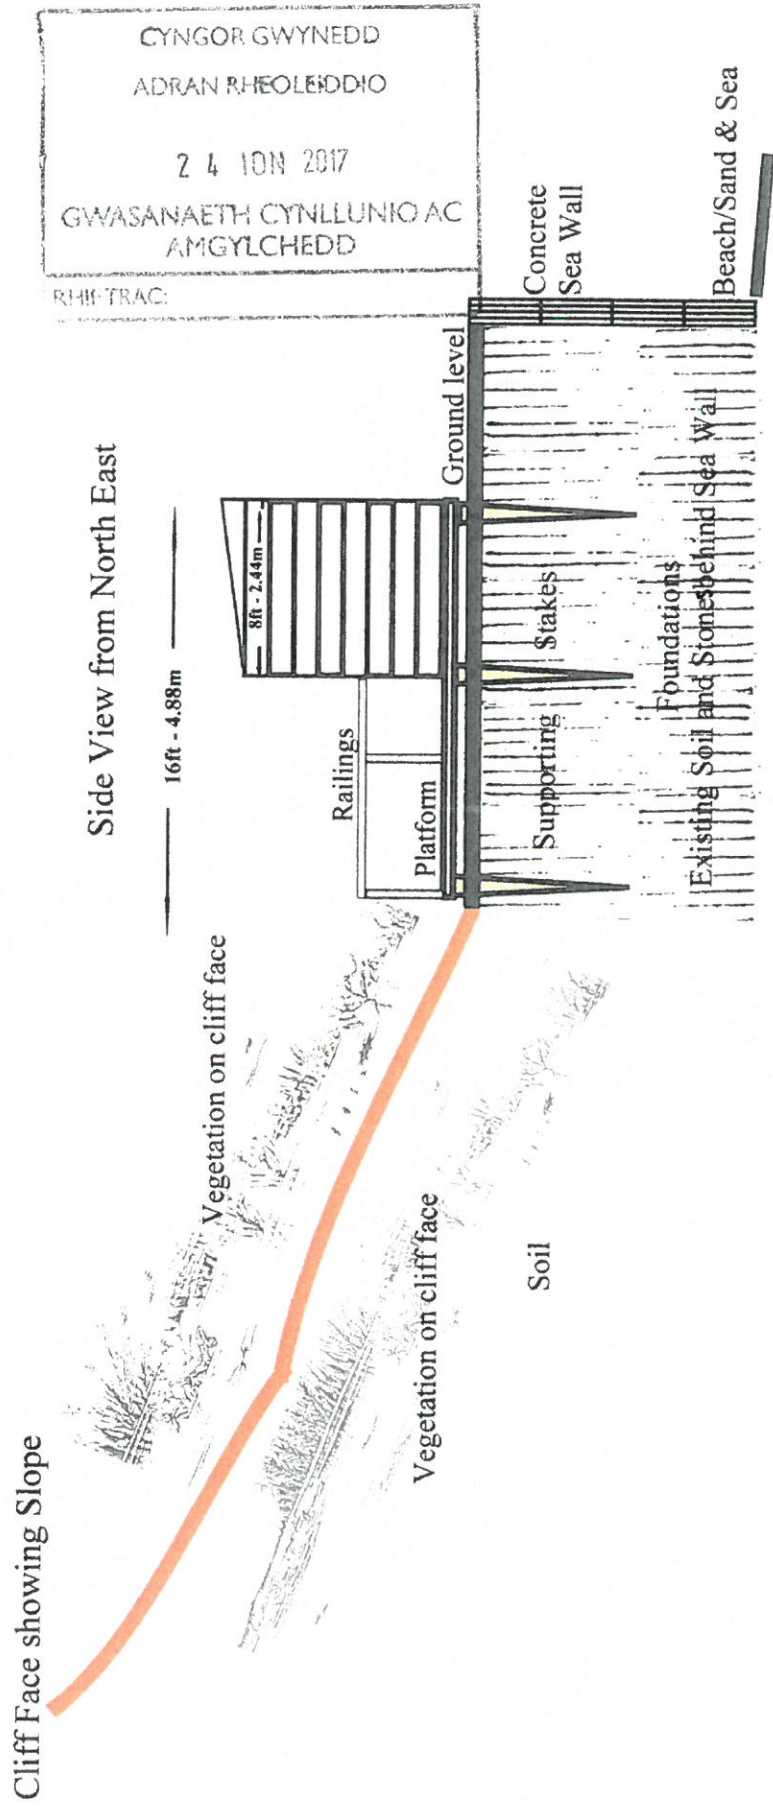 CYNGOR GWYNEDD
ADRAN RHEOLEIDDIO
24 ION 2017
GWASANAETH CYNLLUNIO AC
AMGYLCHEDD
RHIF TRAC:
Cliff Face showing Slope
Side View from North East
16ft - 4.88m
8ft - 2.44m
Vegetation on cliff face
Railings
Platform
Ground level
Concrete
Sea Wall
Vegetation on cliff face
Soil
Supporting Stakes
Foundations
Existing Soil and Stones behind Sea Wall
Beach/Sand & Sea